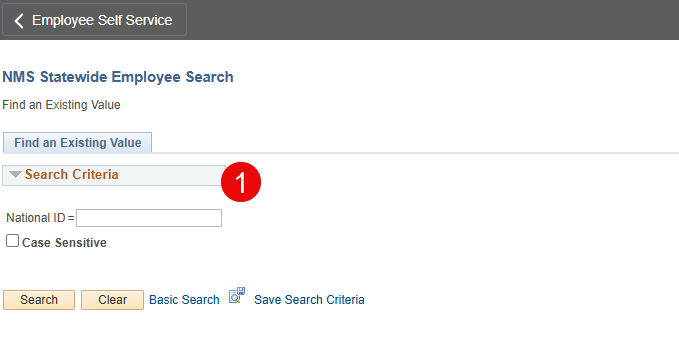 Employee Self Service
NMS Statewide Employee Search
Find an Existing Value
Find an Existing Value
Search Criteria
1
National ID =
Case Sensitive
Search Clear Basic Search Save Search Criteria